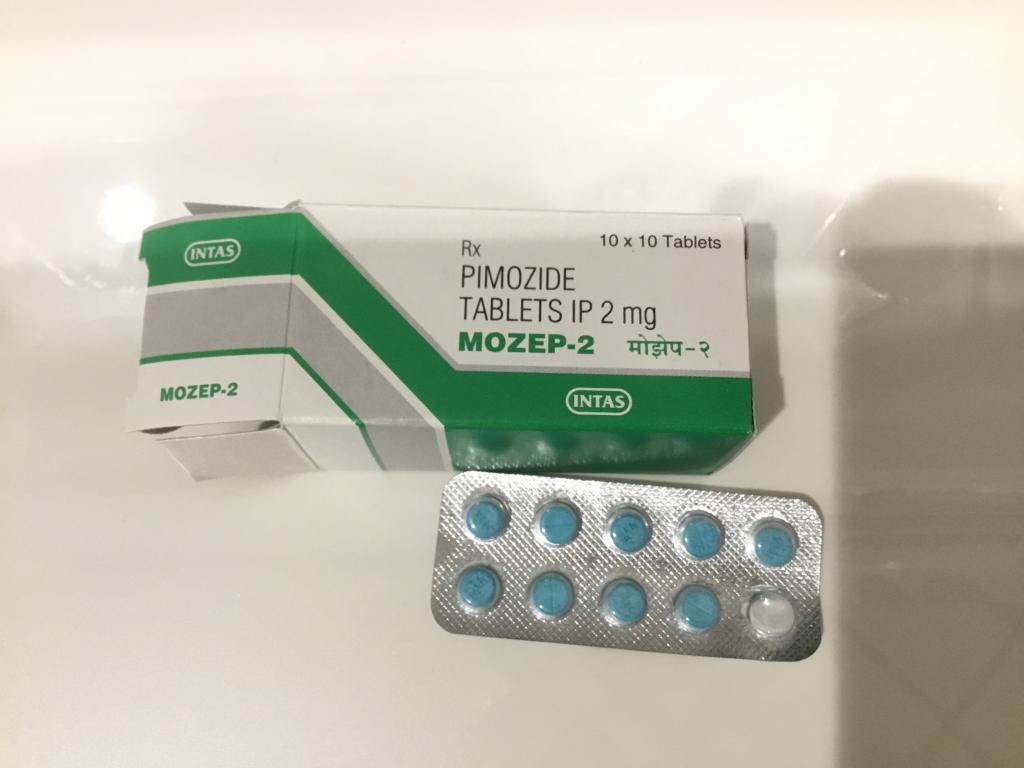 INTAS
MOZEP-2
Rx
10 x 10 Tablets
PIMOZIDE
TABLETS IP 2 mg
MOZEP-2 मोझेप-२
INTAS